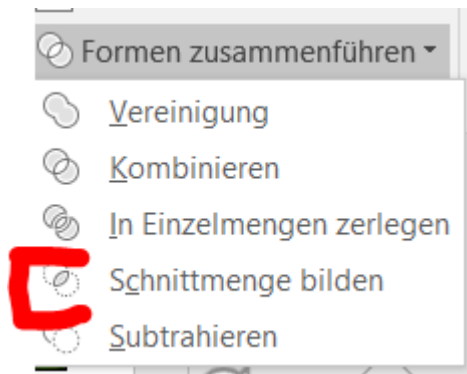 Formen zusammenführen
Vereinigung
Kombinieren
In Einzelmengen zerlegen
Schnittmenge bilden
Subtrahieren